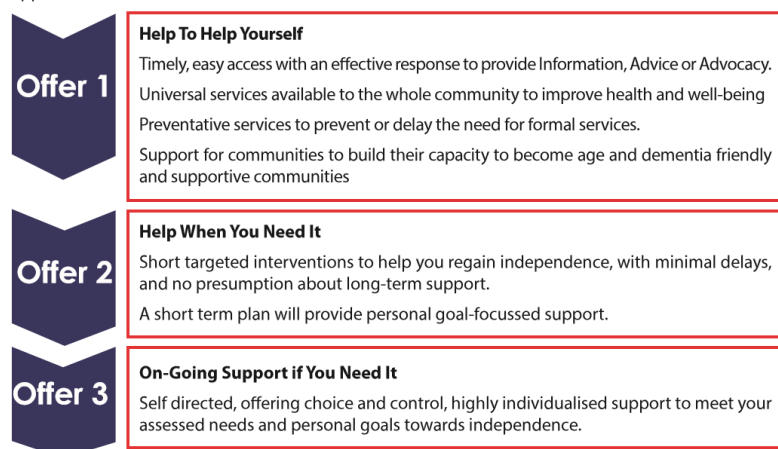 Offer 1
Help To Help Yourself
Timely, easy access with an effective response to provide Information, Advice or Advocacy.
Universal services available to the whole community to improve health and well-being
Preventative services to prevent or delay the need for formal services.
Support for communities to build their capacity to become age and dementia friendly
and supportive communities
Offer 2
Help When You Need It
Short targeted interventions to help you regain independence, with minimal delays,
and no presumption about long-term support.
A short term plan will provide personal goal-focussed support.
Offer 3
On-Going Support if You Need It
Self directed, offering choice and control, highly individualised support to meet your
assessed needs and personal goals towards independence.